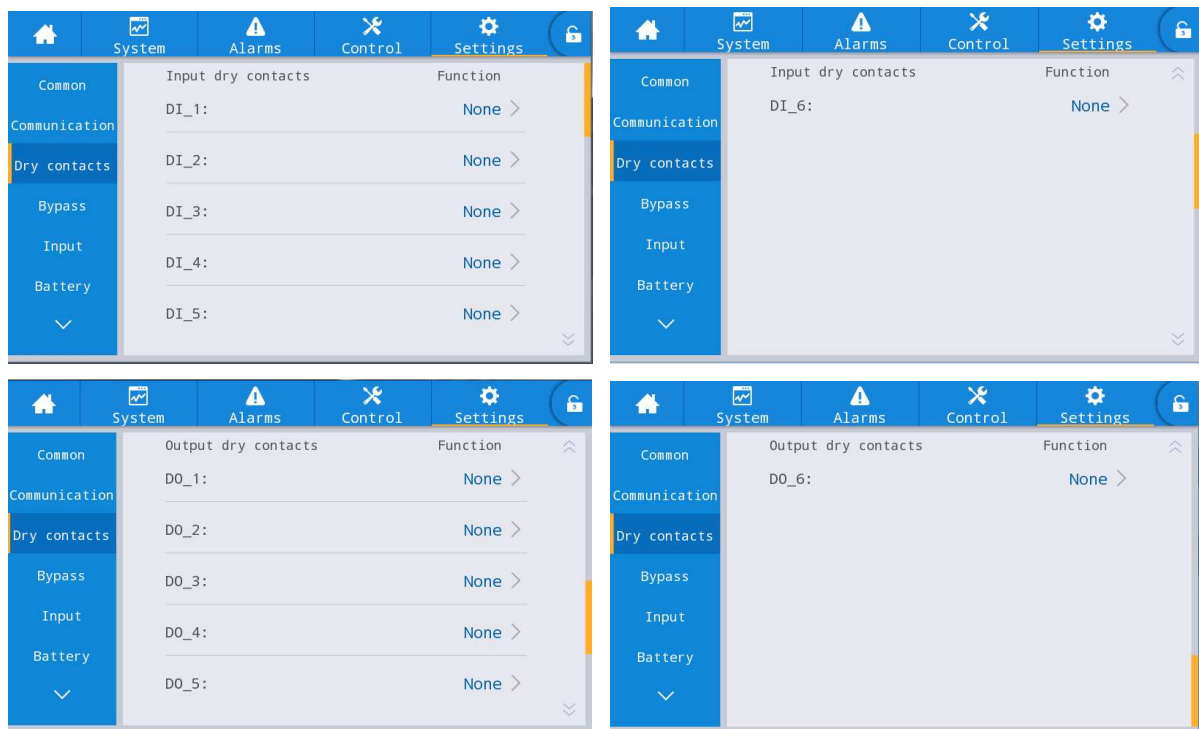 System Alarms Control Settings 3
Common
Communication
Dry contacts
Bypass
Input
Battery
Input dry contacts Function
DI_1: None
DI_2: None
DI_3: None
DI_4: None
DI_5: None
System Alarms Control Settings 3
Common
Communication
Dry contacts
Bypass
Input
Battery
Input dry contacts Function
DI_6: None
System Alarms Control Settings 3
Common
Communication
Dry contacts
Bypass
Input
Battery
Output dry contacts Function
DO_1: None
DO_2: None
DO_3: None
DO_4: None
DO_5: None
System Alarms Control Settings 3
Common
Communication
Dry contacts
Bypass
Input
Battery
Output dry contacts Function
DO_6: None